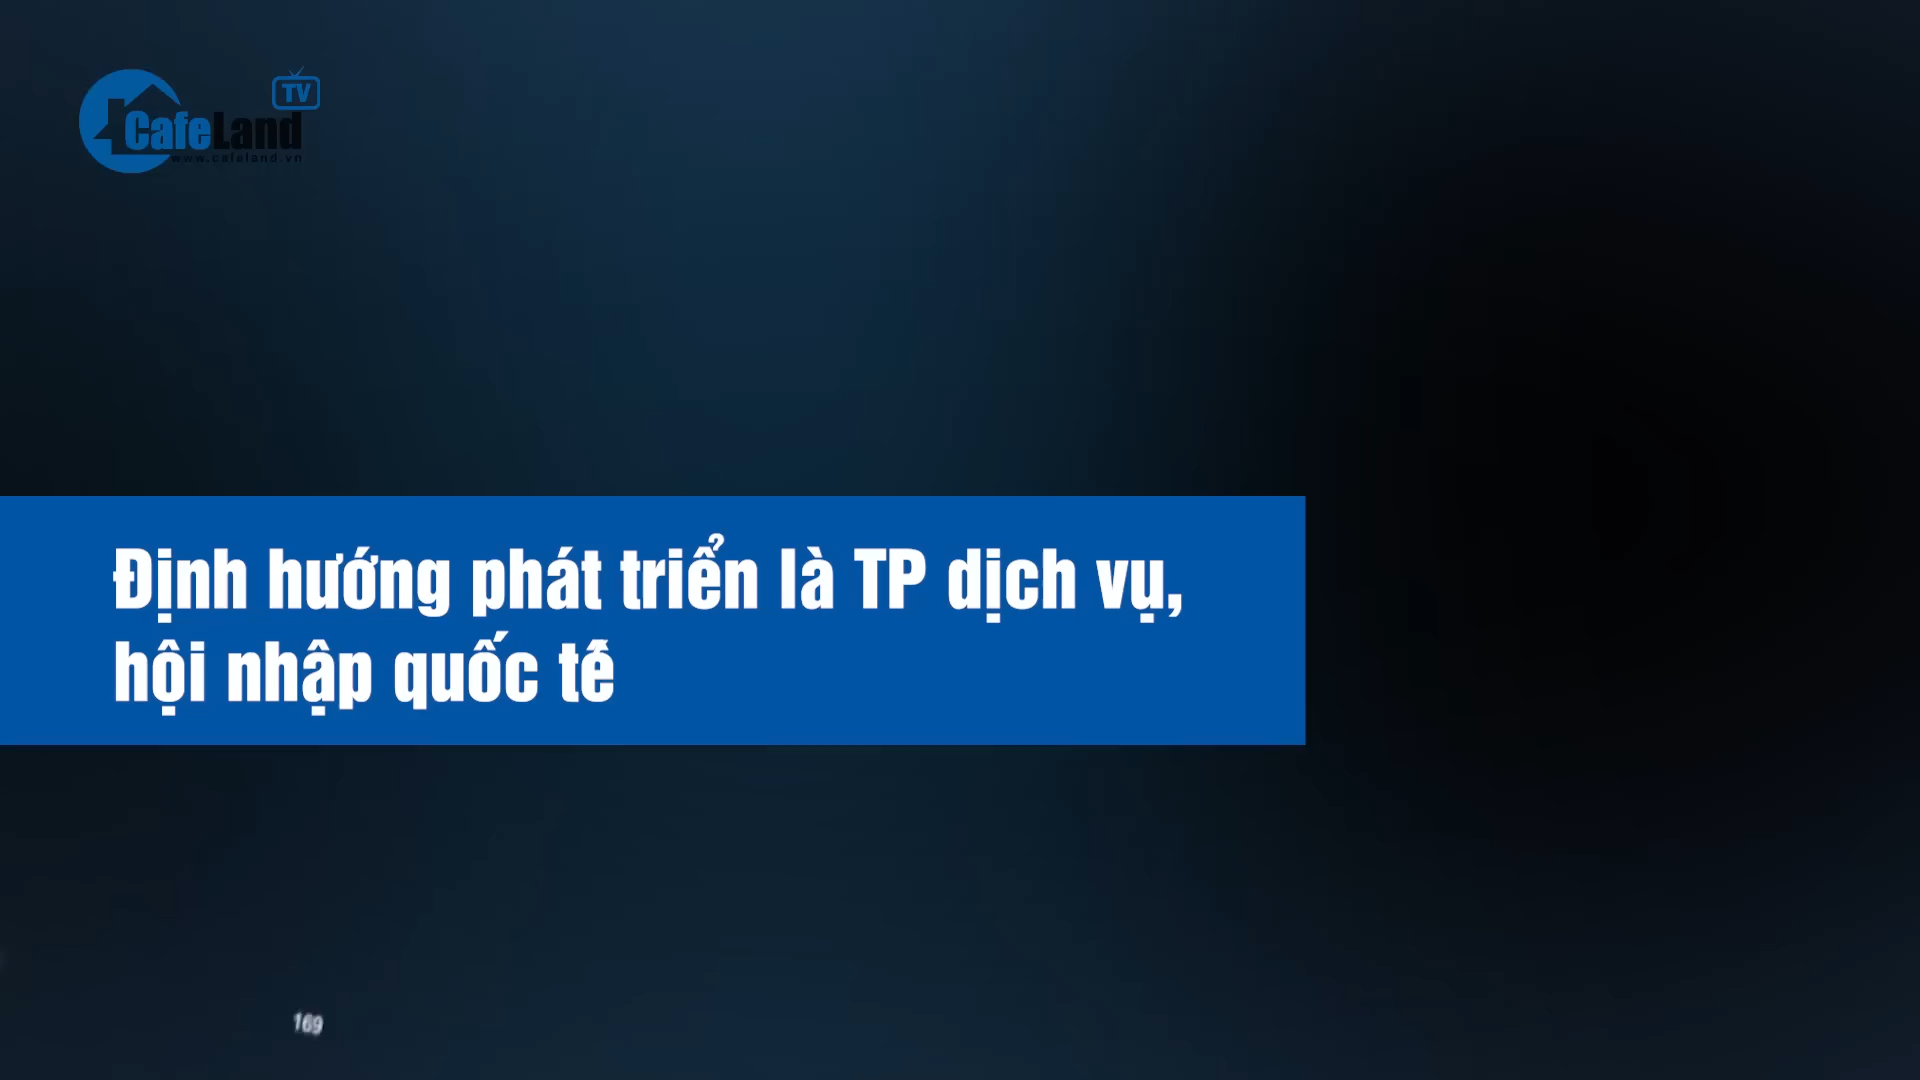 TV
CafeLand
www.cafeland.vn
Định hướng phát triển là TP dịch vụ,
hội nhập quốc tế
169